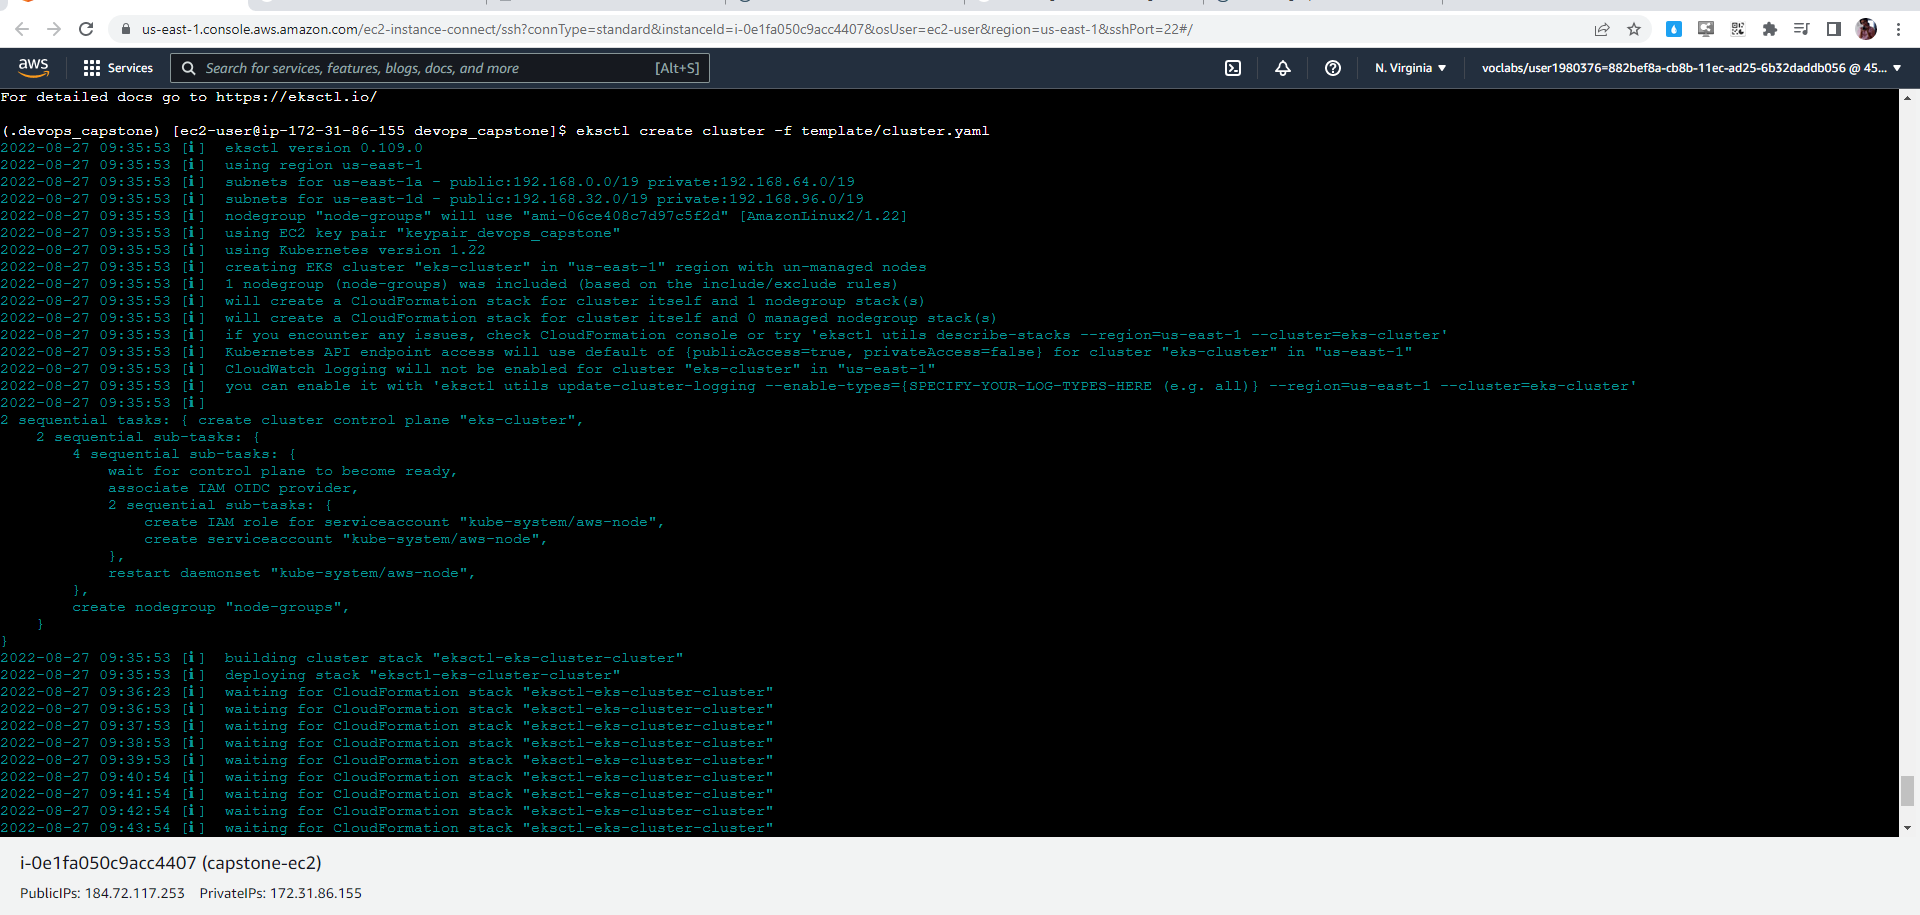 us-east-1.console.aws.amazon.com/ec2-instance-connect/ssh?connType=standard&instanceId=i-0e1fa050c9acc4407&osUser=ec2-user&region=us-east-1&sshPort=22#/
aws Services Search for services, features, blogs, docs, and more [Alt+S] N. Virginia ▼ voclabs/user1980376=882bef8a-cb8b-11ec-ad25-6b32daddb056 @ 45... ▼
For detailed docs go to https://eksctl.io/
(.devops_capstone) [ec2-user@ip-172-31-86-155 devops_capstone]$ eksctl create cluster -f template/cluster.yaml
2022-08-27 09:35:53 [ℹ]  eksctl version 0.109.0
2022-08-27 09:35:53 [ℹ]  using region us-east-1
2022-08-27 09:35:53 [ℹ]  subnets for us-east-1a - public:192.168.0.0/19 private:192.168.64.0/19
2022-08-27 09:35:53 [ℹ]  subnets for us-east-1d - public:192.168.32.0/19 private:192.168.96.0/19
2022-08-27 09:35:53 [ℹ]  nodegroup "node-groups" will use "ami-06ce408c7d97c5f2d" [AmazonLinux2/1.22]
2022-08-27 09:35:53 [ℹ]  using EC2 key pair "keypair_devops_capstone"
2022-08-27 09:35:53 [ℹ]  using Kubernetes version 1.22
2022-08-27 09:35:53 [ℹ]  creating EKS cluster "eks-cluster" in "us-east-1" region with un-managed nodes
2022-08-27 09:35:53 [ℹ]  1 nodegroup (node-groups) was included (based on the include/exclude rules)
2022-08-27 09:35:53 [ℹ]  will create a CloudFormation stack for cluster itself and 1 nodegroup stack(s)
2022-08-27 09:35:53 [ℹ]  will create a CloudFormation stack for cluster itself and 0 managed nodegroup stack(s)
2022-08-27 09:35:53 [ℹ]  if you encounter any issues, check CloudFormation console or try 'eksctl utils describe-stacks --region=us-east-1 --cluster=eks-cluster'
2022-08-27 09:35:53 [ℹ]  Kubernetes API endpoint access will use default of {publicAccess=true, privateAccess=false} for cluster "eks-cluster" in "us-east-1"
2022-08-27 09:35:53 [ℹ]  CloudWatch logging will not be enabled for cluster "eks-cluster" in "us-east-1"
2022-08-27 09:35:53 [ℹ]  you can enable it with 'eksctl utils update-cluster-logging --enable-types={SPECIFY-YOUR-LOG-TYPES-HERE (e.g. all)} --region=us-east-1 --cluster=eks-cluster'
2022-08-27 09:35:53 [ℹ]
2 sequential tasks: { create cluster control plane "eks-cluster",
    2 sequential sub-tasks: {
        4 sequential sub-tasks: {
            wait for control plane to become ready,
            associate IAM OIDC provider,
            2 sequential sub-tasks: {
                create IAM role for serviceaccount "kube-system/aws-node",
                create serviceaccount "kube-system/aws-node",
            },
            restart daemonset "kube-system/aws-node",
        },
        create nodegroup "node-groups",
    }
}
2022-08-27 09:35:53 [ℹ]  building cluster stack "eksctl-eks-cluster-cluster"
2022-08-27 09:35:53 [ℹ]  deploying stack "eksctl-eks-cluster-cluster"
2022-08-27 09:36:23 [ℹ]  waiting for CloudFormation stack "eksctl-eks-cluster-cluster"
2022-08-27 09:36:53 [ℹ]  waiting for CloudFormation stack "eksctl-eks-cluster-cluster"
2022-08-27 09:37:53 [ℹ]  waiting for CloudFormation stack "eksctl-eks-cluster-cluster"
2022-08-27 09:38:53 [ℹ]  waiting for CloudFormation stack "eksctl-eks-cluster-cluster"
2022-08-27 09:39:53 [ℹ]  waiting for CloudFormation stack "eksctl-eks-cluster-cluster"
2022-08-27 09:40:54 [ℹ]  waiting for CloudFormation stack "eksctl-eks-cluster-cluster"
2022-08-27 09:41:54 [ℹ]  waiting for CloudFormation stack "eksctl-eks-cluster-cluster"
2022-08-27 09:42:54 [ℹ]  waiting for CloudFormation stack "eksctl-eks-cluster-cluster"
2022-08-27 09:43:54 [ℹ]  waiting for CloudFormation stack "eksctl-eks-cluster-cluster"
i-0e1fa050c9acc4407 (capstone-ec2)
PublicIPs: 184.72.117.253 PrivateIPs: 172.31.86.155